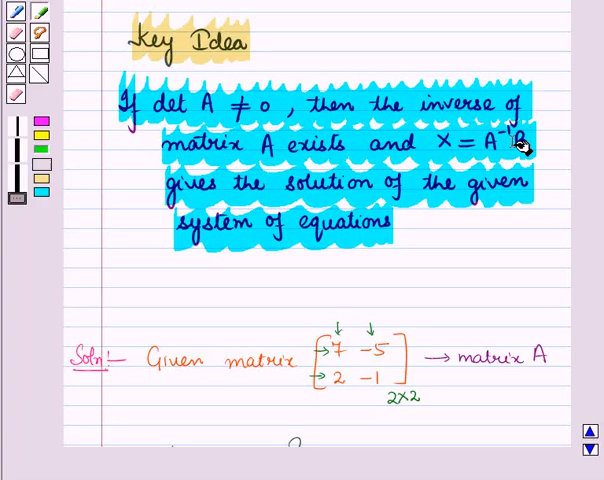 Key Idea
If det A ≠ 0, then the inverse of
matrix A exists and X = A⁻¹B
gives the solution of the given
system of equations
Soln:- Given matrix [7 -5 → matrix A
2 -1]
2×2